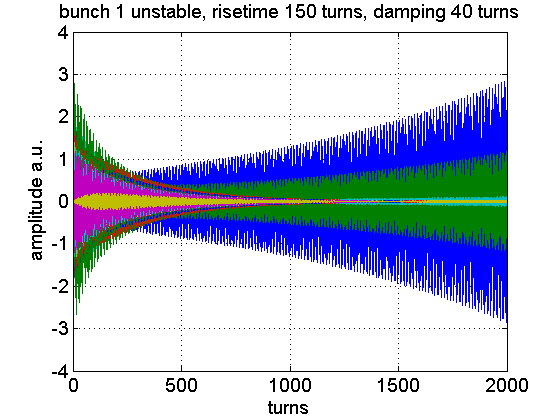 bunch 1 unstable, risetime 150 turns, damping 40 turns
4
3
2
1
0
-1
-2
-3
-4
amplitude a.u.
0 500 1000 1500 2000
turns